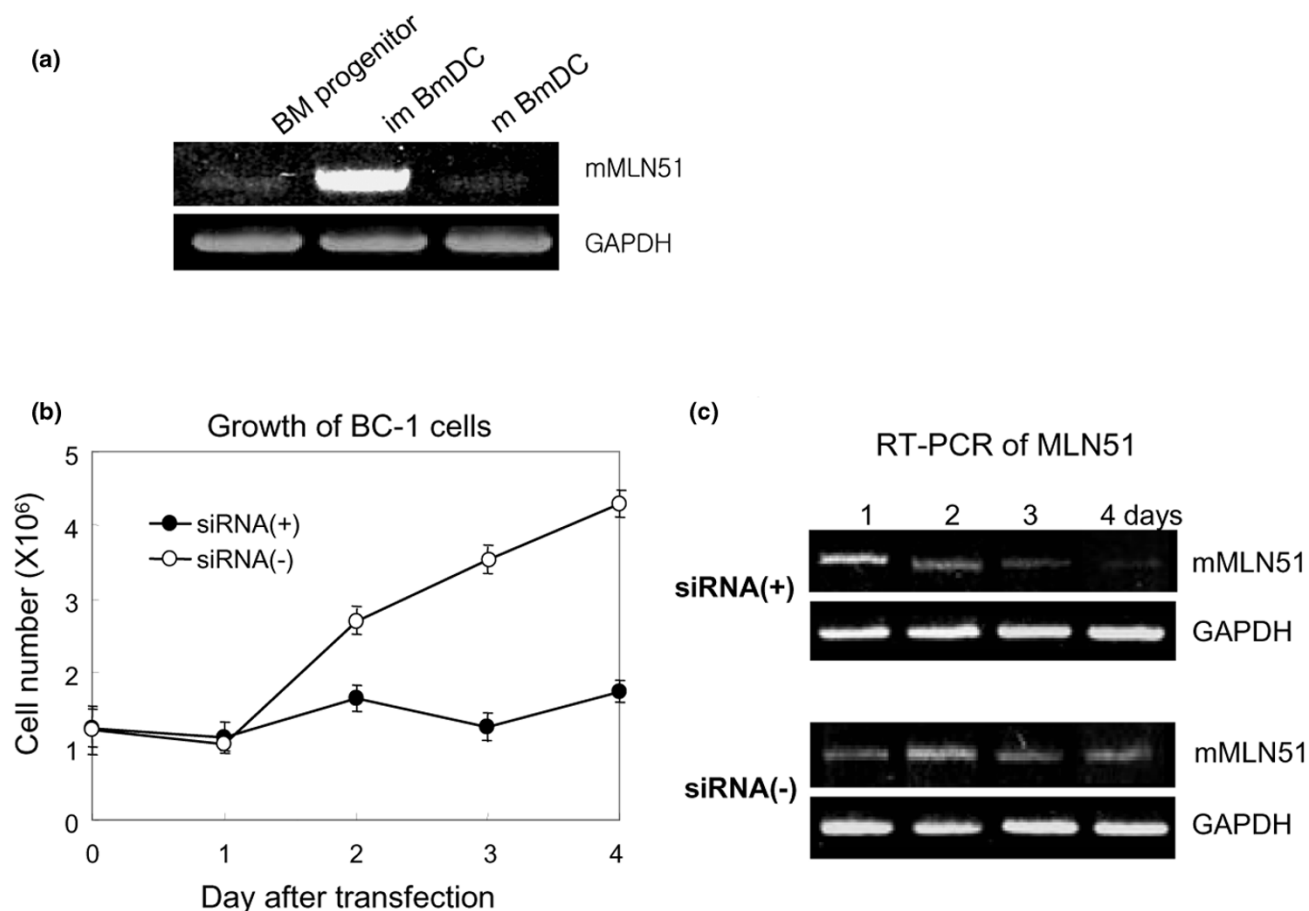 (a)
BM progenitor
im BmDC
m BmDC
mMLN51
GAPDH
(b)
Growth of BC-1 cells
5
4
3
2
1
0
siRNA(+)
siRNA(-)
Cell number (X10⁶)
0 1 2 3 4
Day after transfection
(c)
RT-PCR of MLN51
1 2 3 4 days
siRNA(+)
mMLN51
GAPDH
siRNA(-)
mMLN51
GAPDH